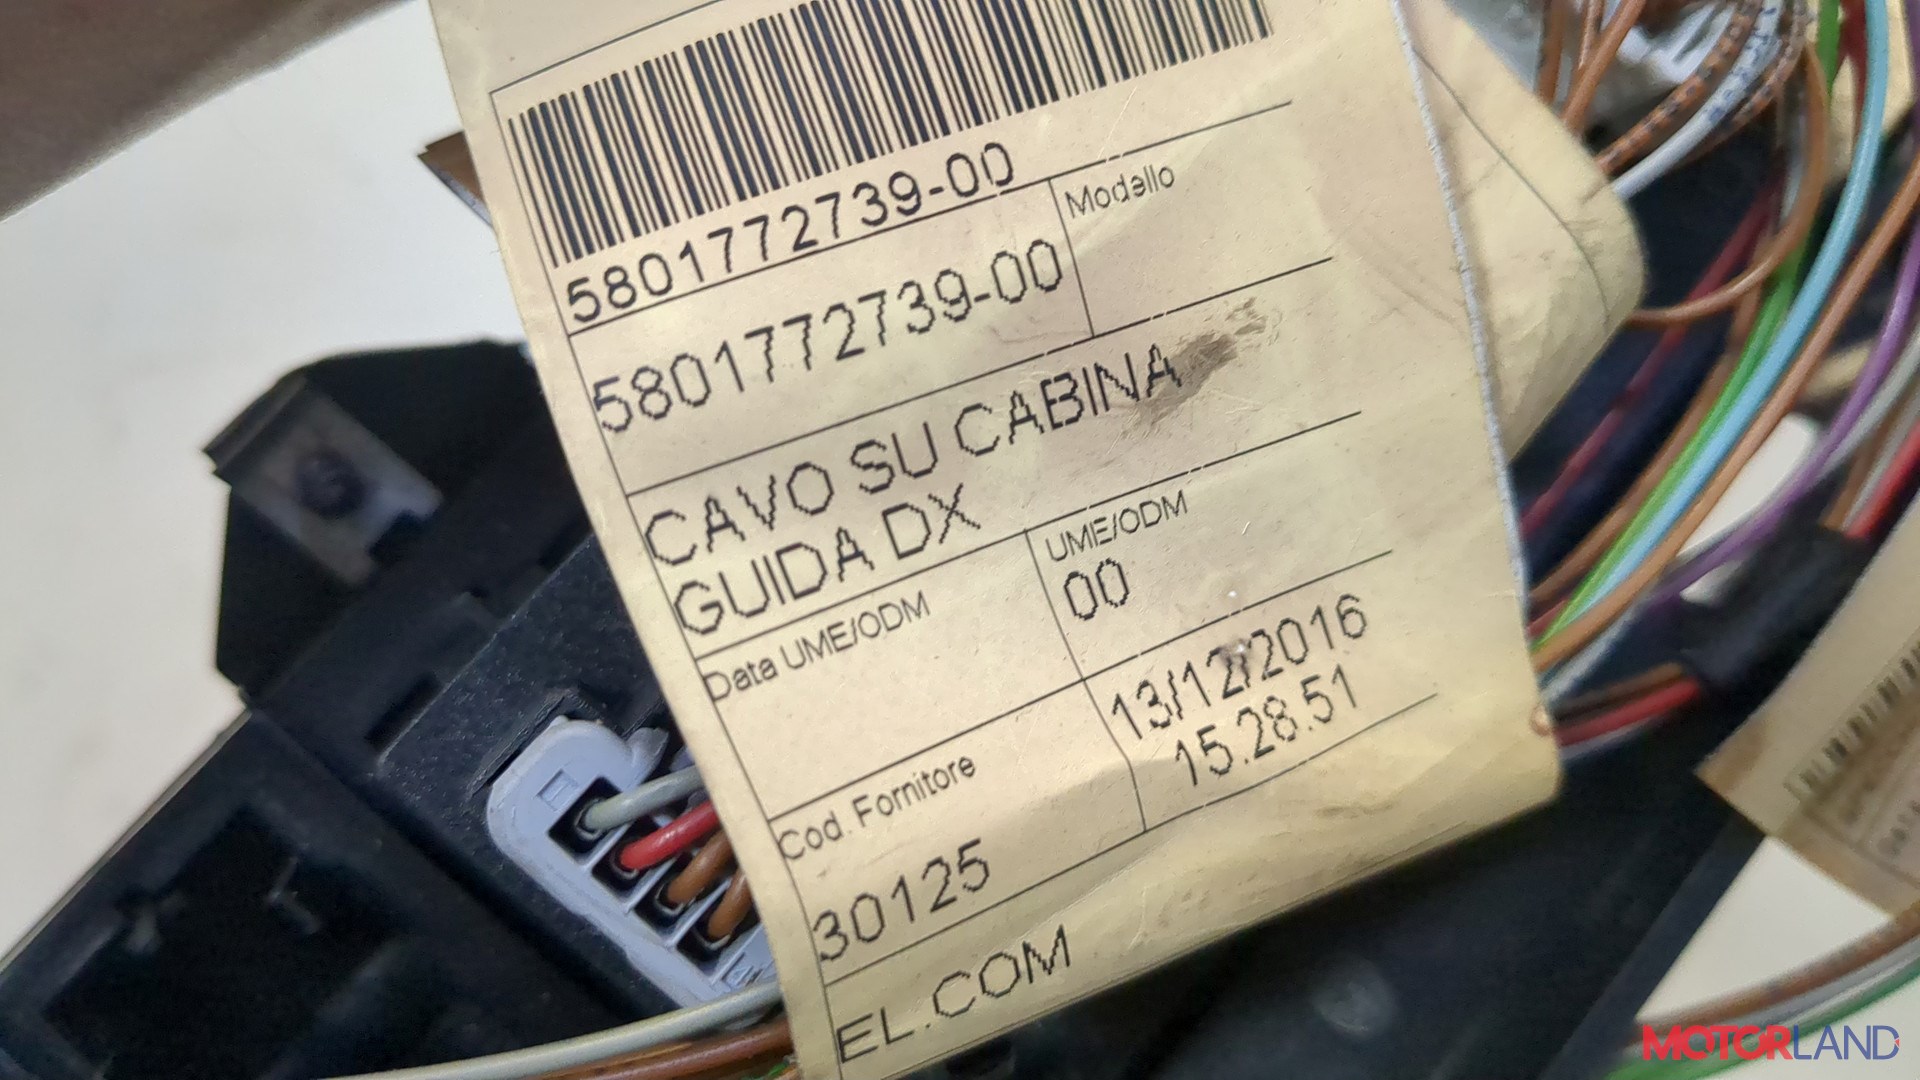 5801772739-00
5801772739-00
Modello
CAVO SU CABINA
GUIDA DX
Data UME/ODM
UME/ODM
00
13/12/2016
15.28.51
Cod. Fornitore
30125
EL.COM
MOTORLAND